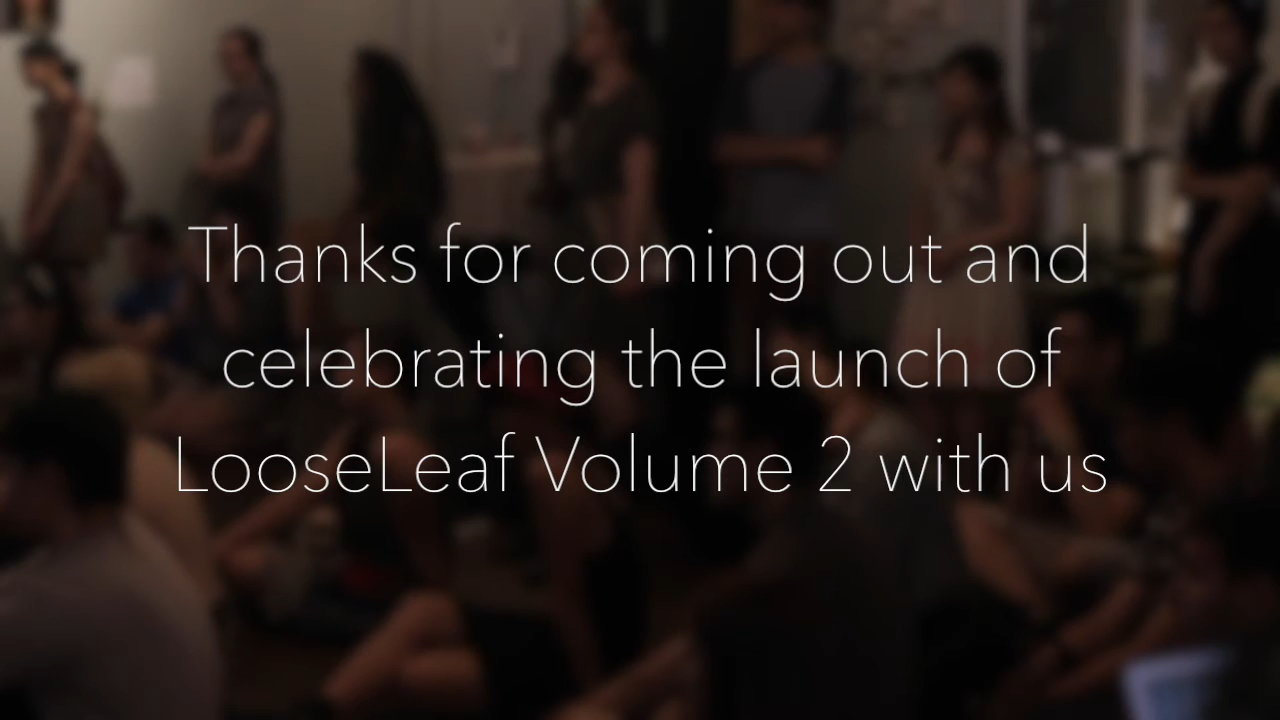 Thanks for coming out and
celebrating the launch of
LooseLeaf Volume 2 with us